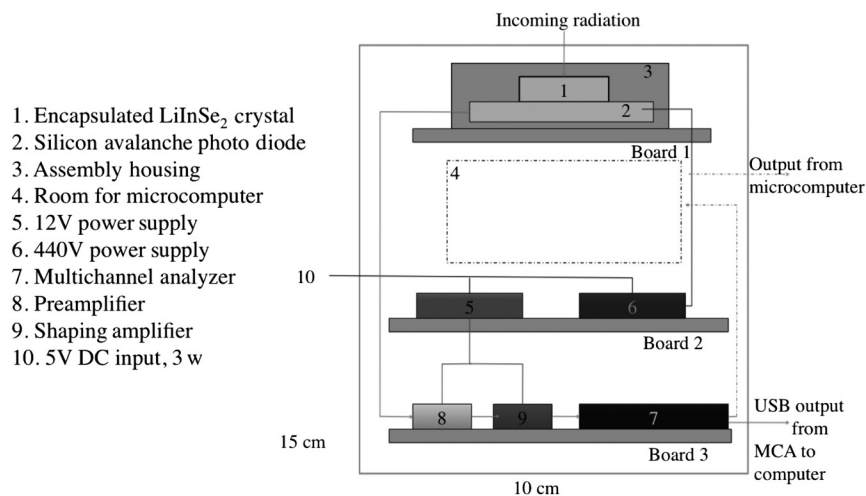 Incoming radiation
3
1
2
Board 1
1. Encapsulated LiInSe₂ crystal
2. Silicon avalanche photo diode
3. Assembly housing
4. Room for microcomputer
5. 12V power supply
6. 440V power supply
7. Multichannel analyzer
8. Preamplifier
9. Shaping amplifier
10. 5V DC input, 3 w
4
Output from
microcomputer
10
5
6
Board 2
8
9
7
Board 3
USB output
from
MCA to
computer
15 cm
10 cm